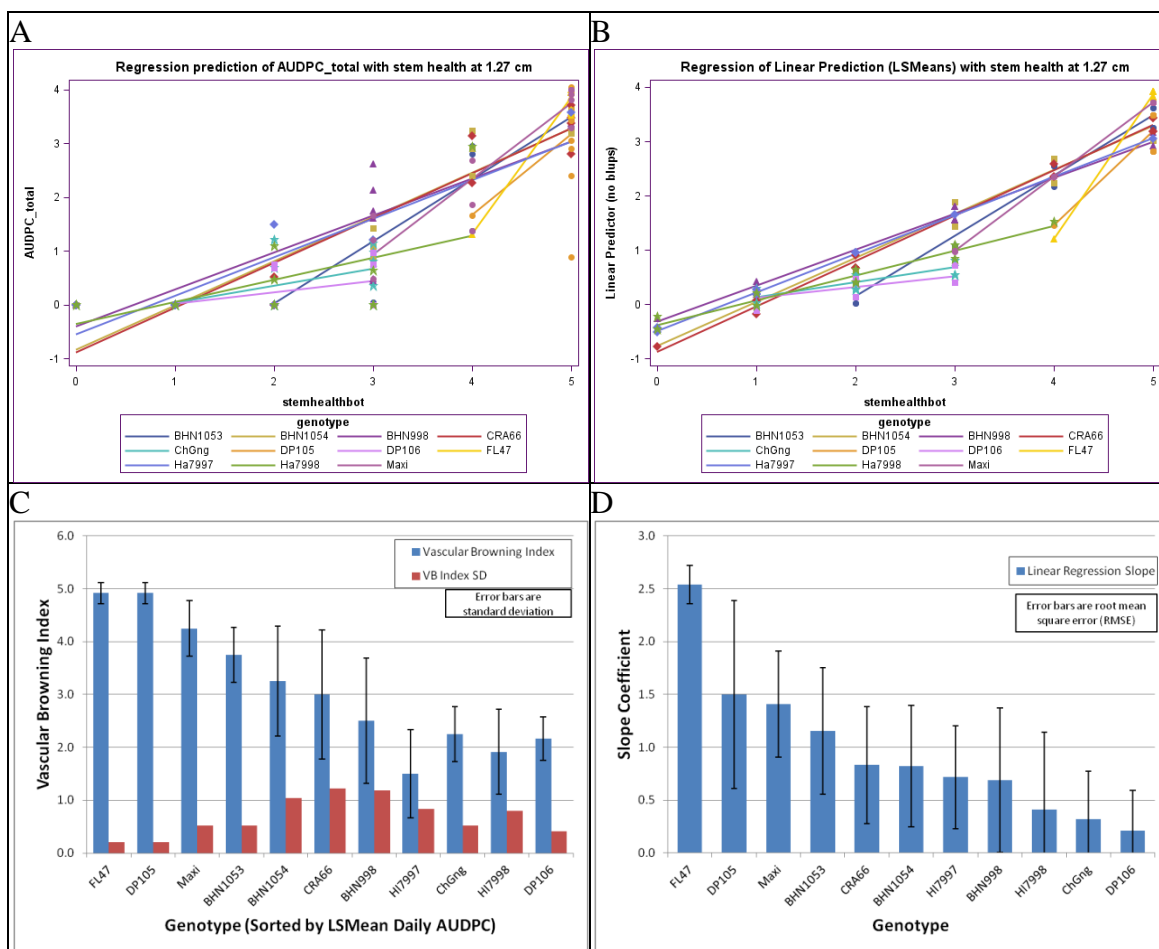 A
Regression prediction of AUDPC_total with stem health at 1.27 cm
4
3
2
1
0
-1
AUDPC_total
0 1 2 3 4 5
stemhealthbot
genotype
BHN1053 BHN1054 BHN998 CRA66
ChGng DP105 DP106 FL47
Ha7997 Ha7998 Maxi
B
Regression of Linear Prediction (LSMeans) with stem health at 1.27 cm
4
3
2
1
0
-1
Linear Predictor (no blups)
0 1 2 3 4 5
stemhealthbot
genotype
BHN1053 BHN1054 BHN998 CRA66
ChGng DP105 DP106 FL47
Ha7997 Ha7998 Maxi
C
6.0
5.0
4.0
3.0
2.0
1.0
0.0
Vascular Browning Index
Vascular Browning Index
VB Index SD
Error bars are
standard deviation
FL47 DP105 Maxi BHN1053 BHN1054 CRA66 BHN998 HI7997 ChGng HI7998 DP106
Genotype (Sorted by LSMean Daily AUDPC)
D
3.0
2.5
2.0
1.5
1.0
0.5
0.0
Slope Coefficient
Linear Regression Slope
Error bars are root mean
square error (RMSE)
FL47 DP105 Maxi BHN1053 CRA66 BHN1054 HI7997 BHN998 HI7998 ChGng DP106
Genotype